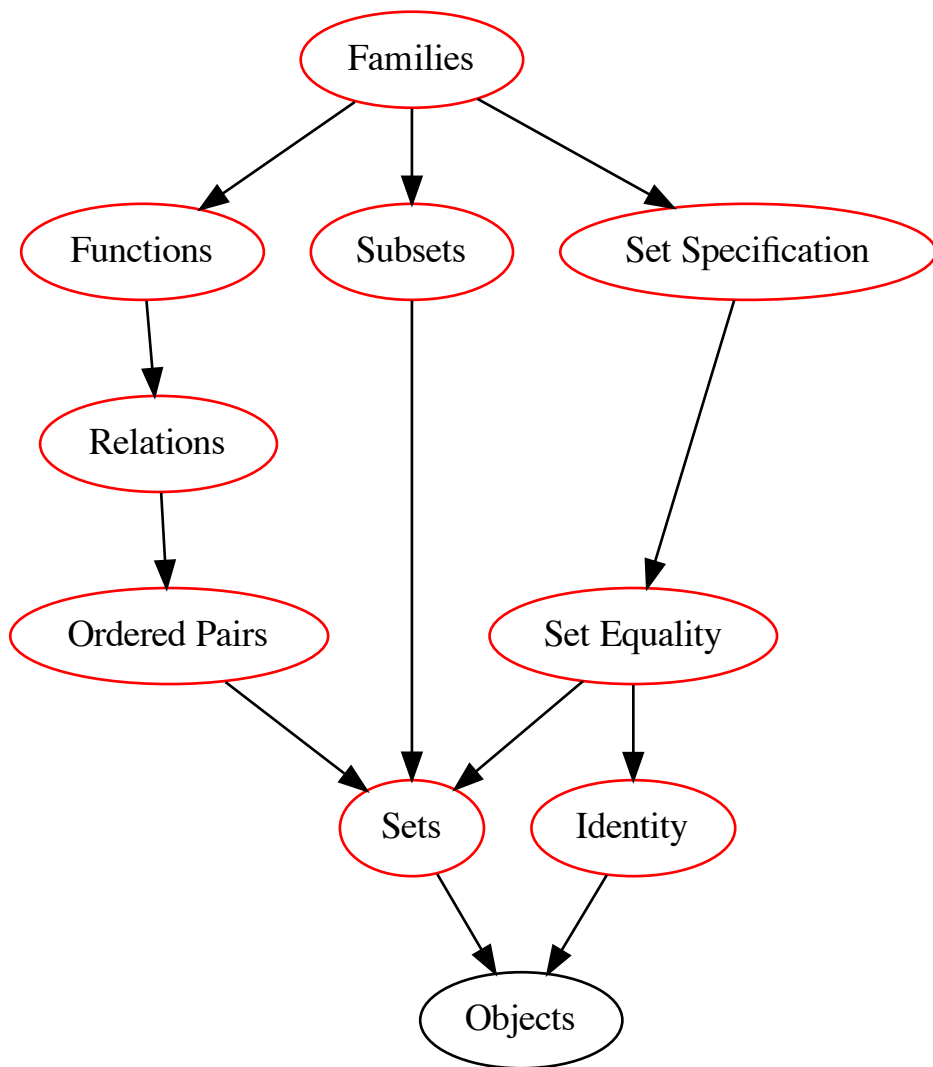 Families
Functions
Subsets
Set Specification
Relations
Ordered Pairs
Set Equality
Sets
Identity
Objects